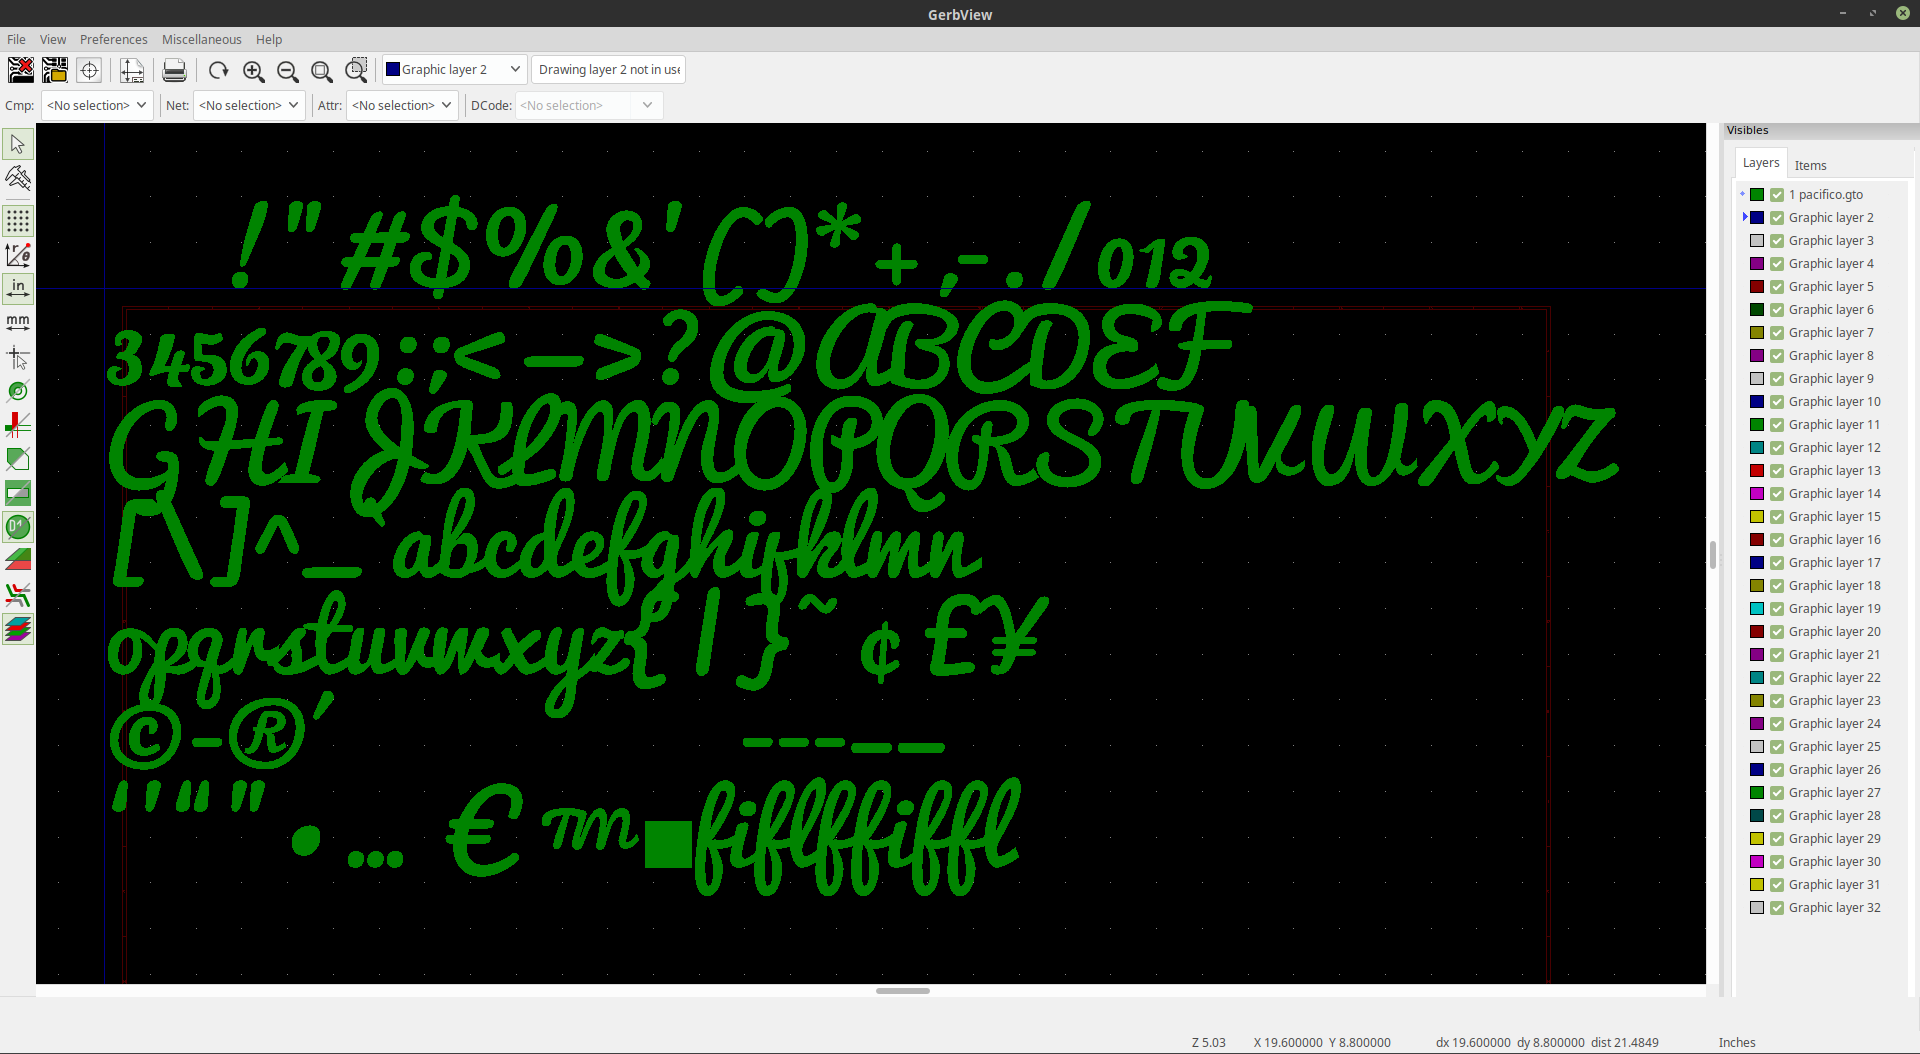 GerbView
File View Preferences Miscellaneous Help
Graphic layer 2 Drawing layer 2 not in use
Cmp: <No selection> Net: <No selection> Attr: <No selection> DCode: <No selection>
in
mm
! " # $ % & ' ( ) * + , - . / 0 1 2
3 4 5 6 7 8 9 : ; < — > ? @ A B C D E F
G H I J K L M N O P Q R S T U V W X Y Z
[ \ ] ^ _ a b c d e f g h i j k l m n
o p q r s t u v w x y z { | } ~ ¢ £ ¥
© - ® ´
‘ ’ “ ” • … € ™ ■ fi fl ff ffi ffl
Visibles
Layers Items
1 pacifico.gto
Graphic layer 2
Graphic layer 3
Graphic layer 4
Graphic layer 5
Graphic layer 6
Graphic layer 7
Graphic layer 8
Graphic layer 9
Graphic layer 10
Graphic layer 11
Graphic layer 12
Graphic layer 13
Graphic layer 14
Graphic layer 15
Graphic layer 16
Graphic layer 17
Graphic layer 18
Graphic layer 19
Graphic layer 20
Graphic layer 21
Graphic layer 22
Graphic layer 23
Graphic layer 24
Graphic layer 25
Graphic layer 26
Graphic layer 27
Graphic layer 28
Graphic layer 29
Graphic layer 30
Graphic layer 31
Graphic layer 32
Z 5.03 X 19.600000 Y 8.800000 dx 19.600000 dy 8.800000 dist 21.4849 Inches